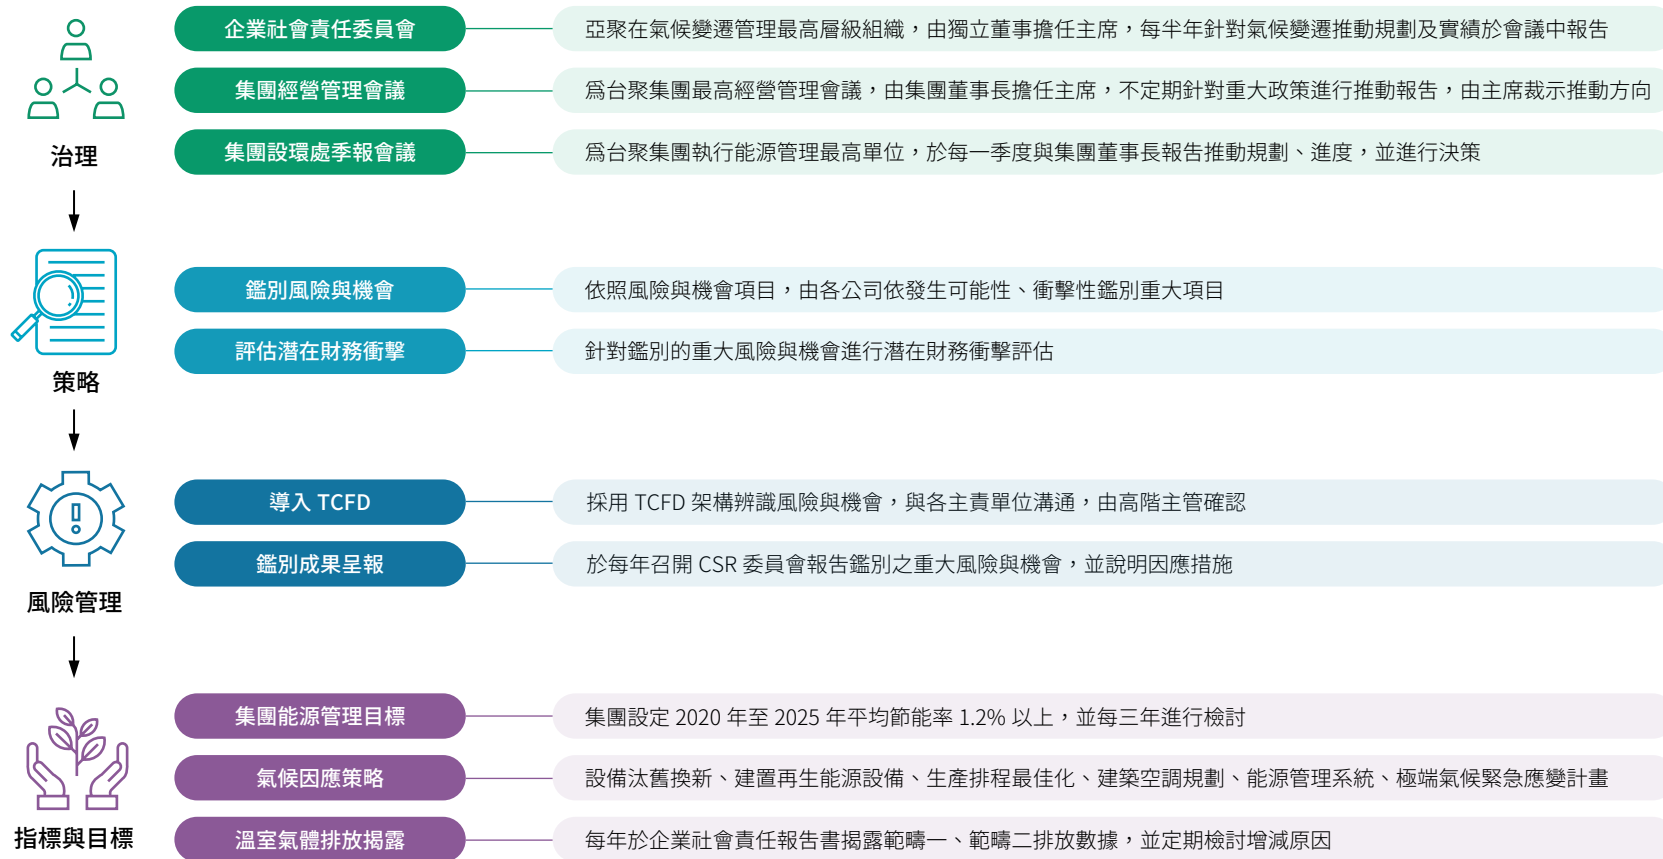 企業社會責任委員會
亞聚在氣候變遷管理最高層級組織，由獨立董事擔任主席，每半年針對氣候變遷推動規劃及實績於會議中報告
集團經營管理會議
為台聚集團最高經營管理會議，由集團董事長擔任主席，不定期針對重大政策進行推動報告，由主席裁示推動方向
集團設環處季報會議
為台聚集團執行能源管理最高單位，於每一季度與集團董事長報告推動規劃、進度，並進行決策
治理
鑑別風險與機會
依照風險與機會項目，由各公司依發生可能性、衝擊性鑑別重大項目
評估潛在財務衝擊
針對鑑別的重大風險與機會進行潛在財務衝擊評估
策略
導入 TCFD
採用 TCFD 架構辨識風險與機會，與各主責單位溝通，由高階主管確認
鑑別成果呈報
於每年召開 CSR 委員會報告鑑別之重大風險與機會，並說明因應措施
風險管理
集團能源管理目標
集團設定 2020 年至 2025 年平均節能率 1.2% 以上，並每三年進行檢討
氣候因應策略
設備汰舊換新、建置再生能源設備、生產排程最佳化、建築空調規劃、能源管理系統、極端氣候緊急應變計畫
溫室氣體排放揭露
每年於企業社會責任報告書揭露範疇一、範疇二排放數據，並定期檢討增減原因
指標與目標